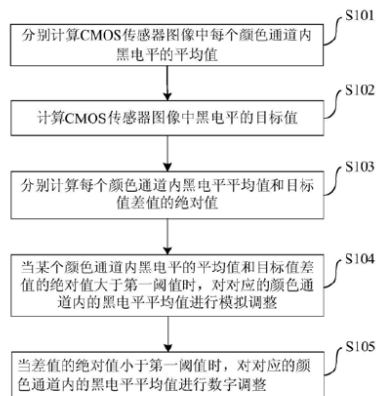 S101
分别计算CMOS传感器图像中每个颜色通道内
黑电平的平均值
S102
计算CMOS传感器图像中黑电平的目标值
S103
分别计算每个颜色通道内黑电平平均值和目标
值差值的绝对值
S104
当某个颜色通道内黑电平的平均值和目标值差
值的绝对值大于第一阈值时，对对应的颜色通
道内的黑电平平均值进行模拟调整
S105
当差值的绝对值小于第一阈值时，对对应的颜
色通道内的黑电平平均值进行数字调整